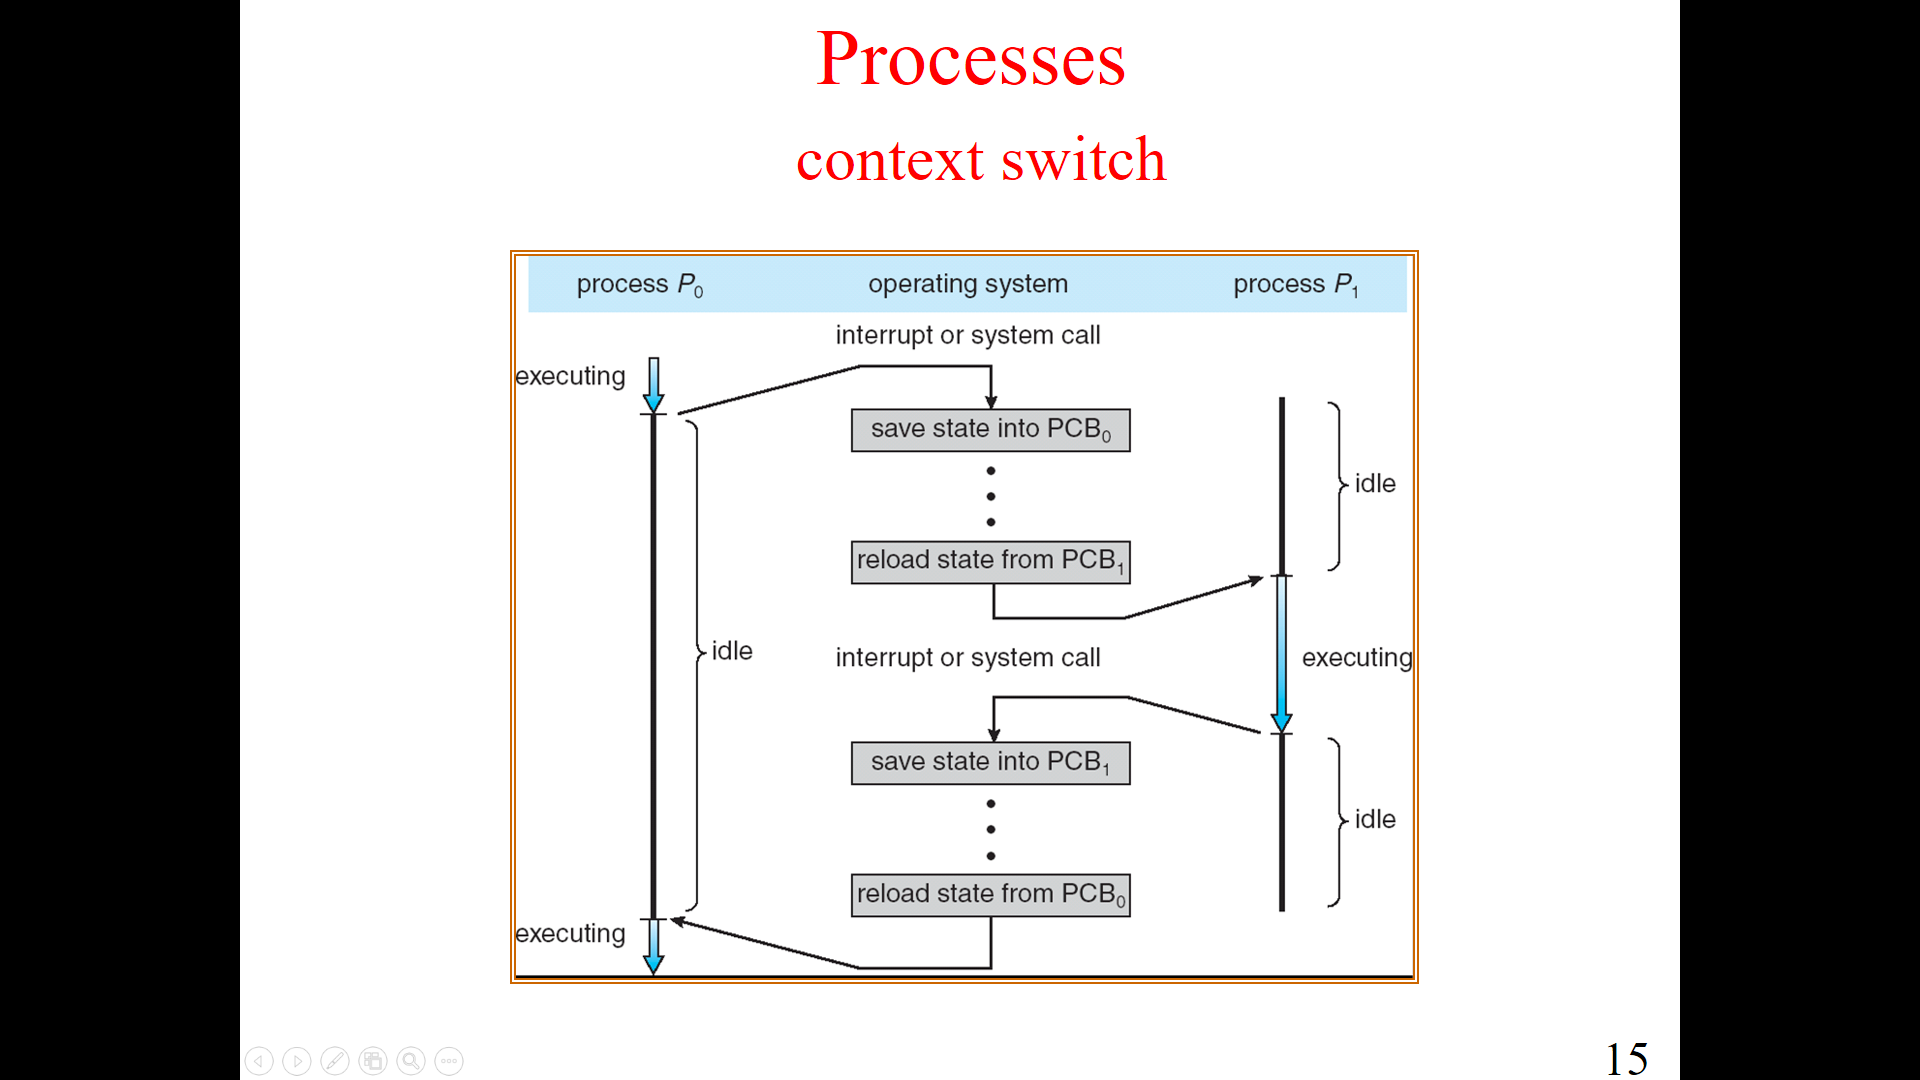 Processes
context switch
process P0
operating system
process P1
interrupt or system call
executing
save state into PCB0
idle
reload state from PCB1
idle
interrupt or system call
executing
save state into PCB1
idle
reload state from PCB0
executing
15